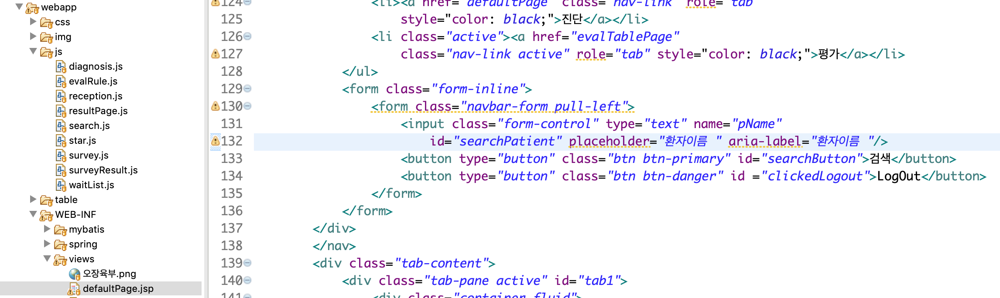 webapp
css
img
js
diagnosis.js
evalRule.js
reception.js
resultPage.js
search.js
star.js
survey.js
surveyResult.js
waitList.js
table
WEB-INF
mybatis
spring
views
오장육부.png
defaultPage.jsp
124 <li><a href="defaultPage" class="nav-link" role="tab"
125 style="color: black;">진단</a></li>
126 <li class="active"><a href="evalTablePage"
127 class="nav-link active" role="tab" style="color: black;">평가</a></li>
128 </ul>
129 <form class="form-inline">
130 <form class="navbar-form pull-left">
131 <input class="form-control" type="text" name="pName"
132 id="searchPatient" placeholder="환자이름 " aria-label="환자이름 "/>
133 <button type="button" class="btn btn-primary" id="searchButton">검색</button>
134 <button type="button" class="btn btn-danger" id ="clickedLogout">LogOut</button>
135 </form>
136 </form>
137 </div>
138 </nav>
139 <div class="tab-content">
140 <div class="tab-pane active" id="tab1">
141 <div class="container-fluid">